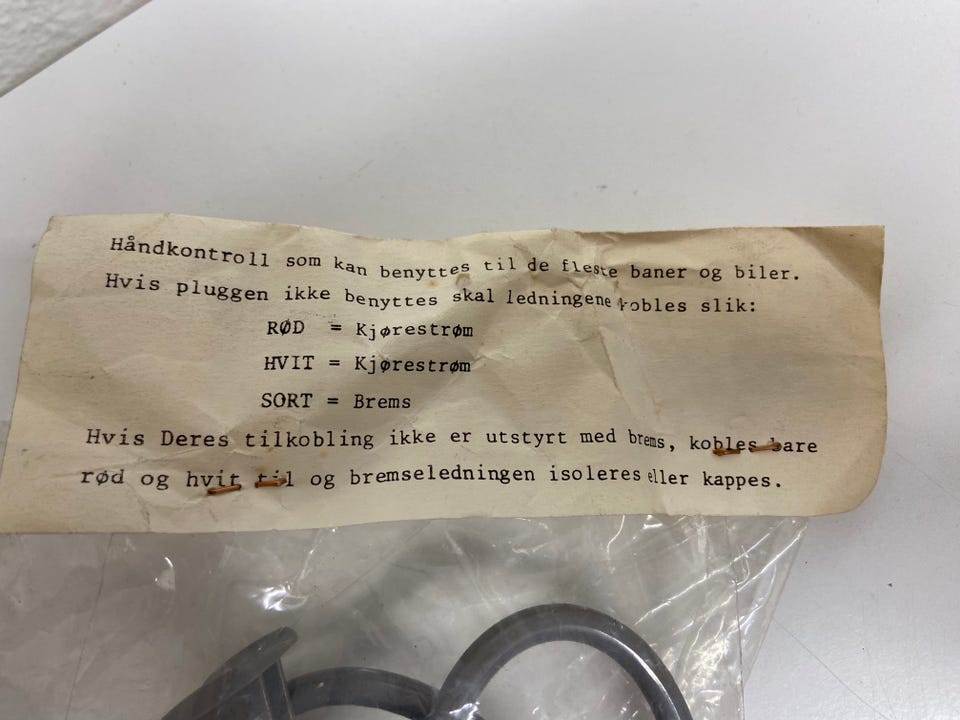 Håndkontroll som kan benyttes til de fleste baner og biler.
Hvis pluggen ikke benyttes skal ledningene kobles slik:
RØD = Kjørestrøm
HVIT = Kjørestrøm
SORT = Brems
Hvis Deres tilkobling ikke er utstyrt med brems, kobles bare
rød og hvit til og bremseledningen isoleres eller kappes.